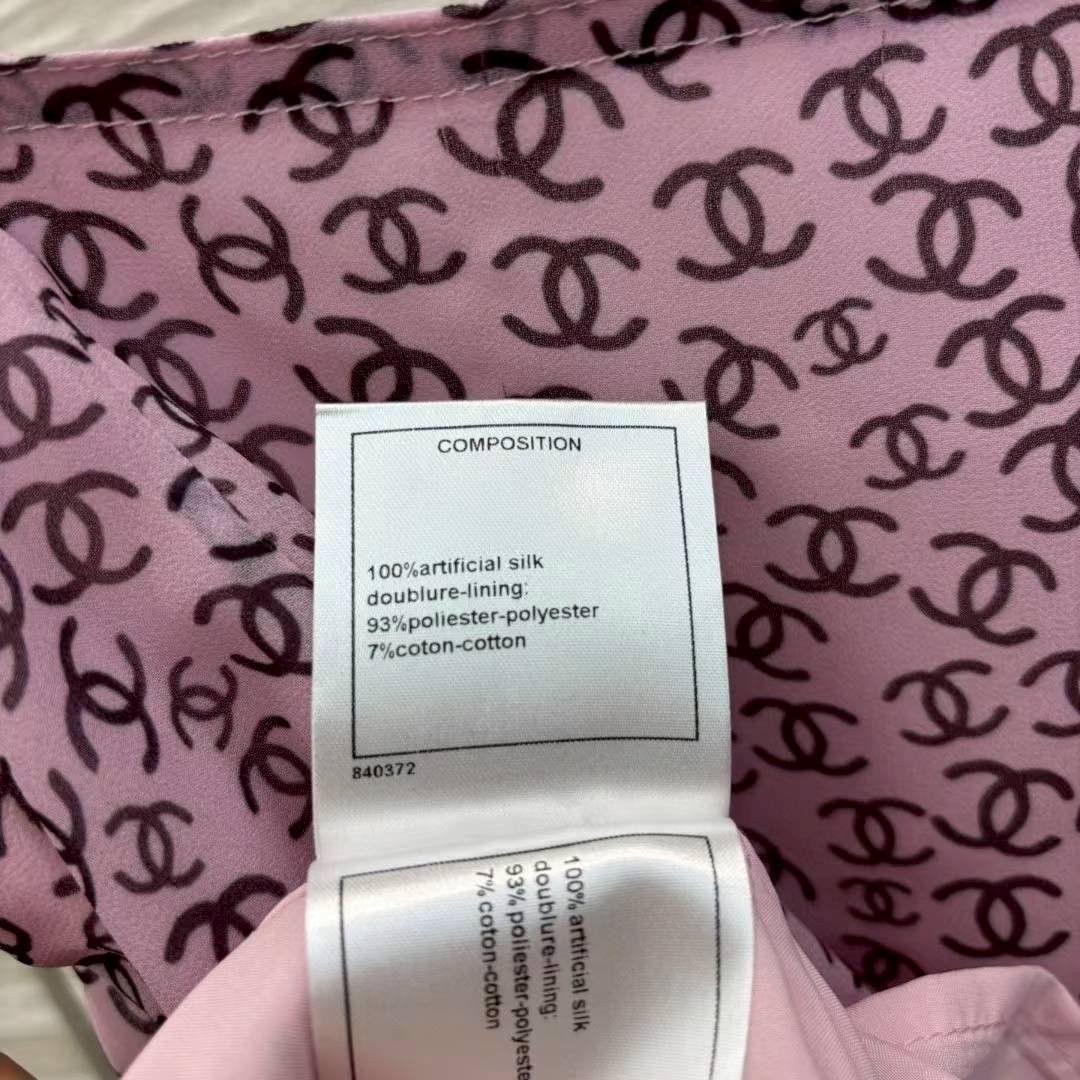 COMPOSITION
100%artificial silk
doublure-lining:
93%poliester-polyester
7%coton-cotton
840372
100% artificial silk
doublure-lining:
93% poliester-polyeste
7% coton-cotton